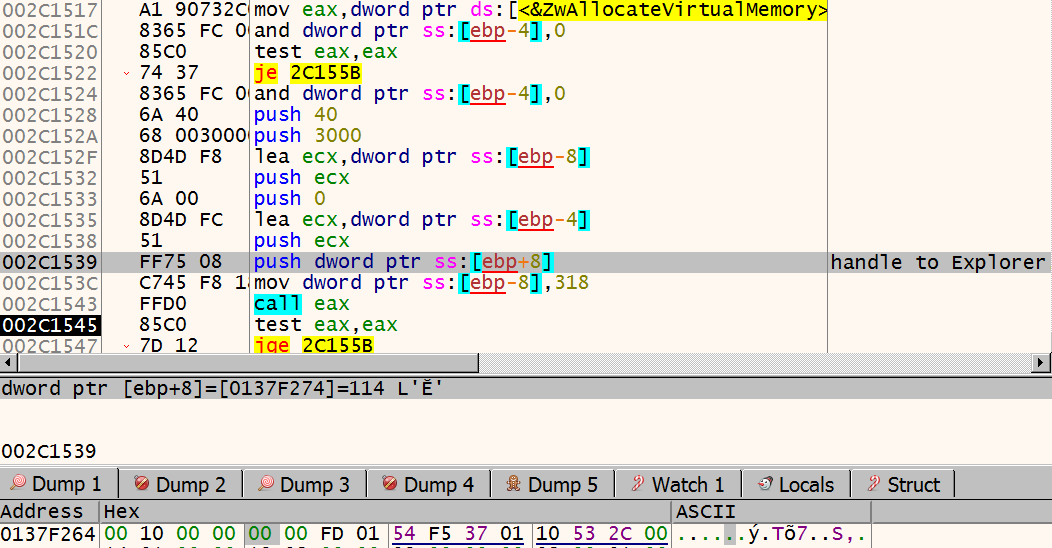 002C1517 A1 90732C0 mov eax,dword ptr ds:[<&ZwAllocateVirtualMemory>
002C151C 8365 FC 00 and dword ptr ss:[ebp-4],0
002C1520 85C0 test eax,eax
002C1522 74 37 je 2C155B
002C1524 8365 FC 00 and dword ptr ss:[ebp-4],0
002C1528 6A 40 push 40
002C152A 68 0030000 push 3000
002C152F 8D4D F8 lea ecx,dword ptr ss:[ebp-8]
002C1532 51 push ecx
002C1533 6A 00 push 0
002C1535 8D4D FC lea ecx,dword ptr ss:[ebp-4]
002C1538 51 push ecx
002C1539 FF75 08 push dword ptr ss:[ebp+8] handle to Explorer
002C153C C745 F8 18 mov dword ptr ss:[ebp-8],318
002C1543 FFD0 call eax
002C1545 85C0 test eax,eax
002C1547 7D 12 jge 2C155B
dword ptr [ebp+8]=[0137F274]=114 L'Ĕ'
002C1539
Dump 1 Dump 2 Dump 3 Dump 4 Dump 5 Watch 1 Locals Struct
Address Hex ASCII
0137F264 00 10 00 00 00 00 FD 01 54 F5 37 01 10 53 2C 00 ......ý.Tõ7..S,.